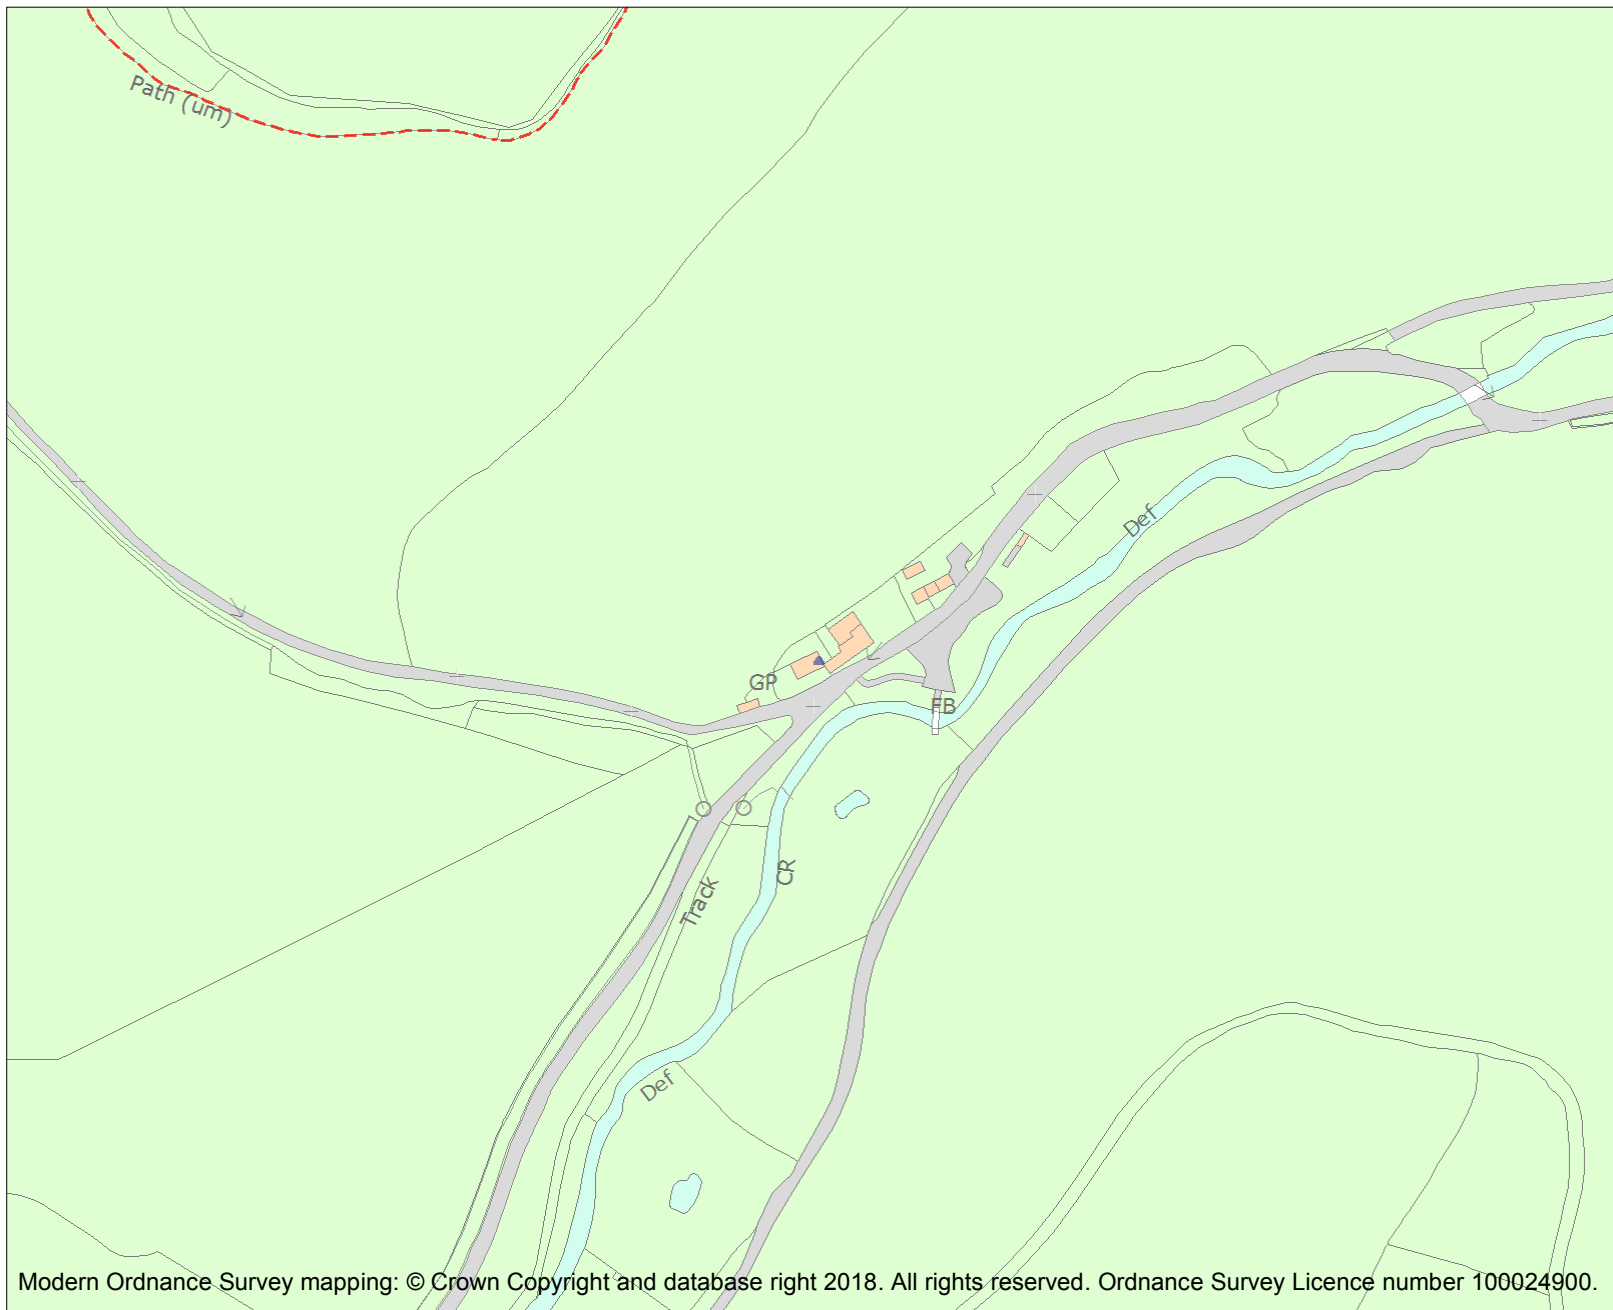 Path (um)
Def
GP
FB
CR
Track
Def
Modern Ordnance Survey mapping: © Crown Copyright and database right 2018. All rights reserved. Ordnance Survey Licence number 100024900.